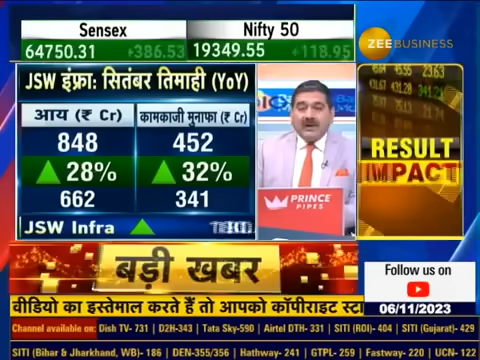 Sensex
Nifty 50
64750.31 +386.53
19349.55 +118.95
ZEE BUSINESS
JSW इंफ्रा: सितंबर तिमाही (YoY)
आय (₹ Cr)
कामकाजी मुनाफा (₹ Cr)
848
452
28%
32%
662
341
JSW Infra
PRINCE
PIPES
RESULT
IMPACT
बड़ी खबर
Follow us on
YouTube
06/11/2023
वीडियो का इस्तेमाल करते हैं तो आपको कॉपीराइट स्टा
Channel available on: Dish TV- 731 | D2H-343 | Tata Sky-590 | Airtel DTH- 331 | SITI (ROI) - 404 | SITI (Gujarat)- 429
SITI (Bihar & Jharkhand, WB)- 186 | DEN-355/356 | Hathway-241 | GTPL- 259 | Fastway-220 | UCN-122